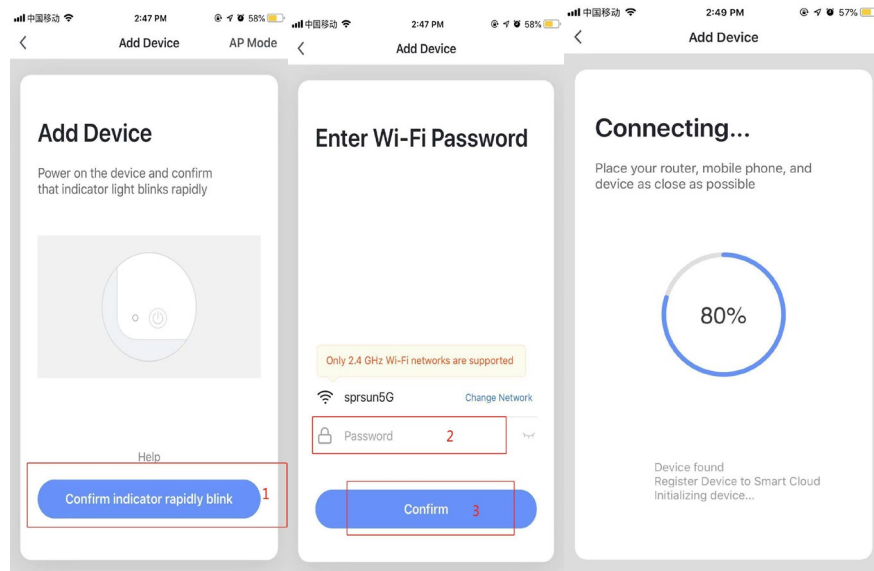 中国移动
2:47 PM
58%
Add Device
AP Mode
Add Device
Power on the device and confirm
that indicator light blinks rapidly
Help
Confirm indicator rapidly blink
1
中国移动
2:47 PM
58%
Add Device
Enter Wi-Fi Password
Only 2.4 GHz Wi-Fi networks are supported
sprsun5G
Change Network
Password
2
Confirm
3
中国移动
2:49 PM
57%
Add Device
Connecting...
Place your router, mobile phone, and
device as close as possible
80%
Device found
Register Device to Smart Cloud
Initializing device...